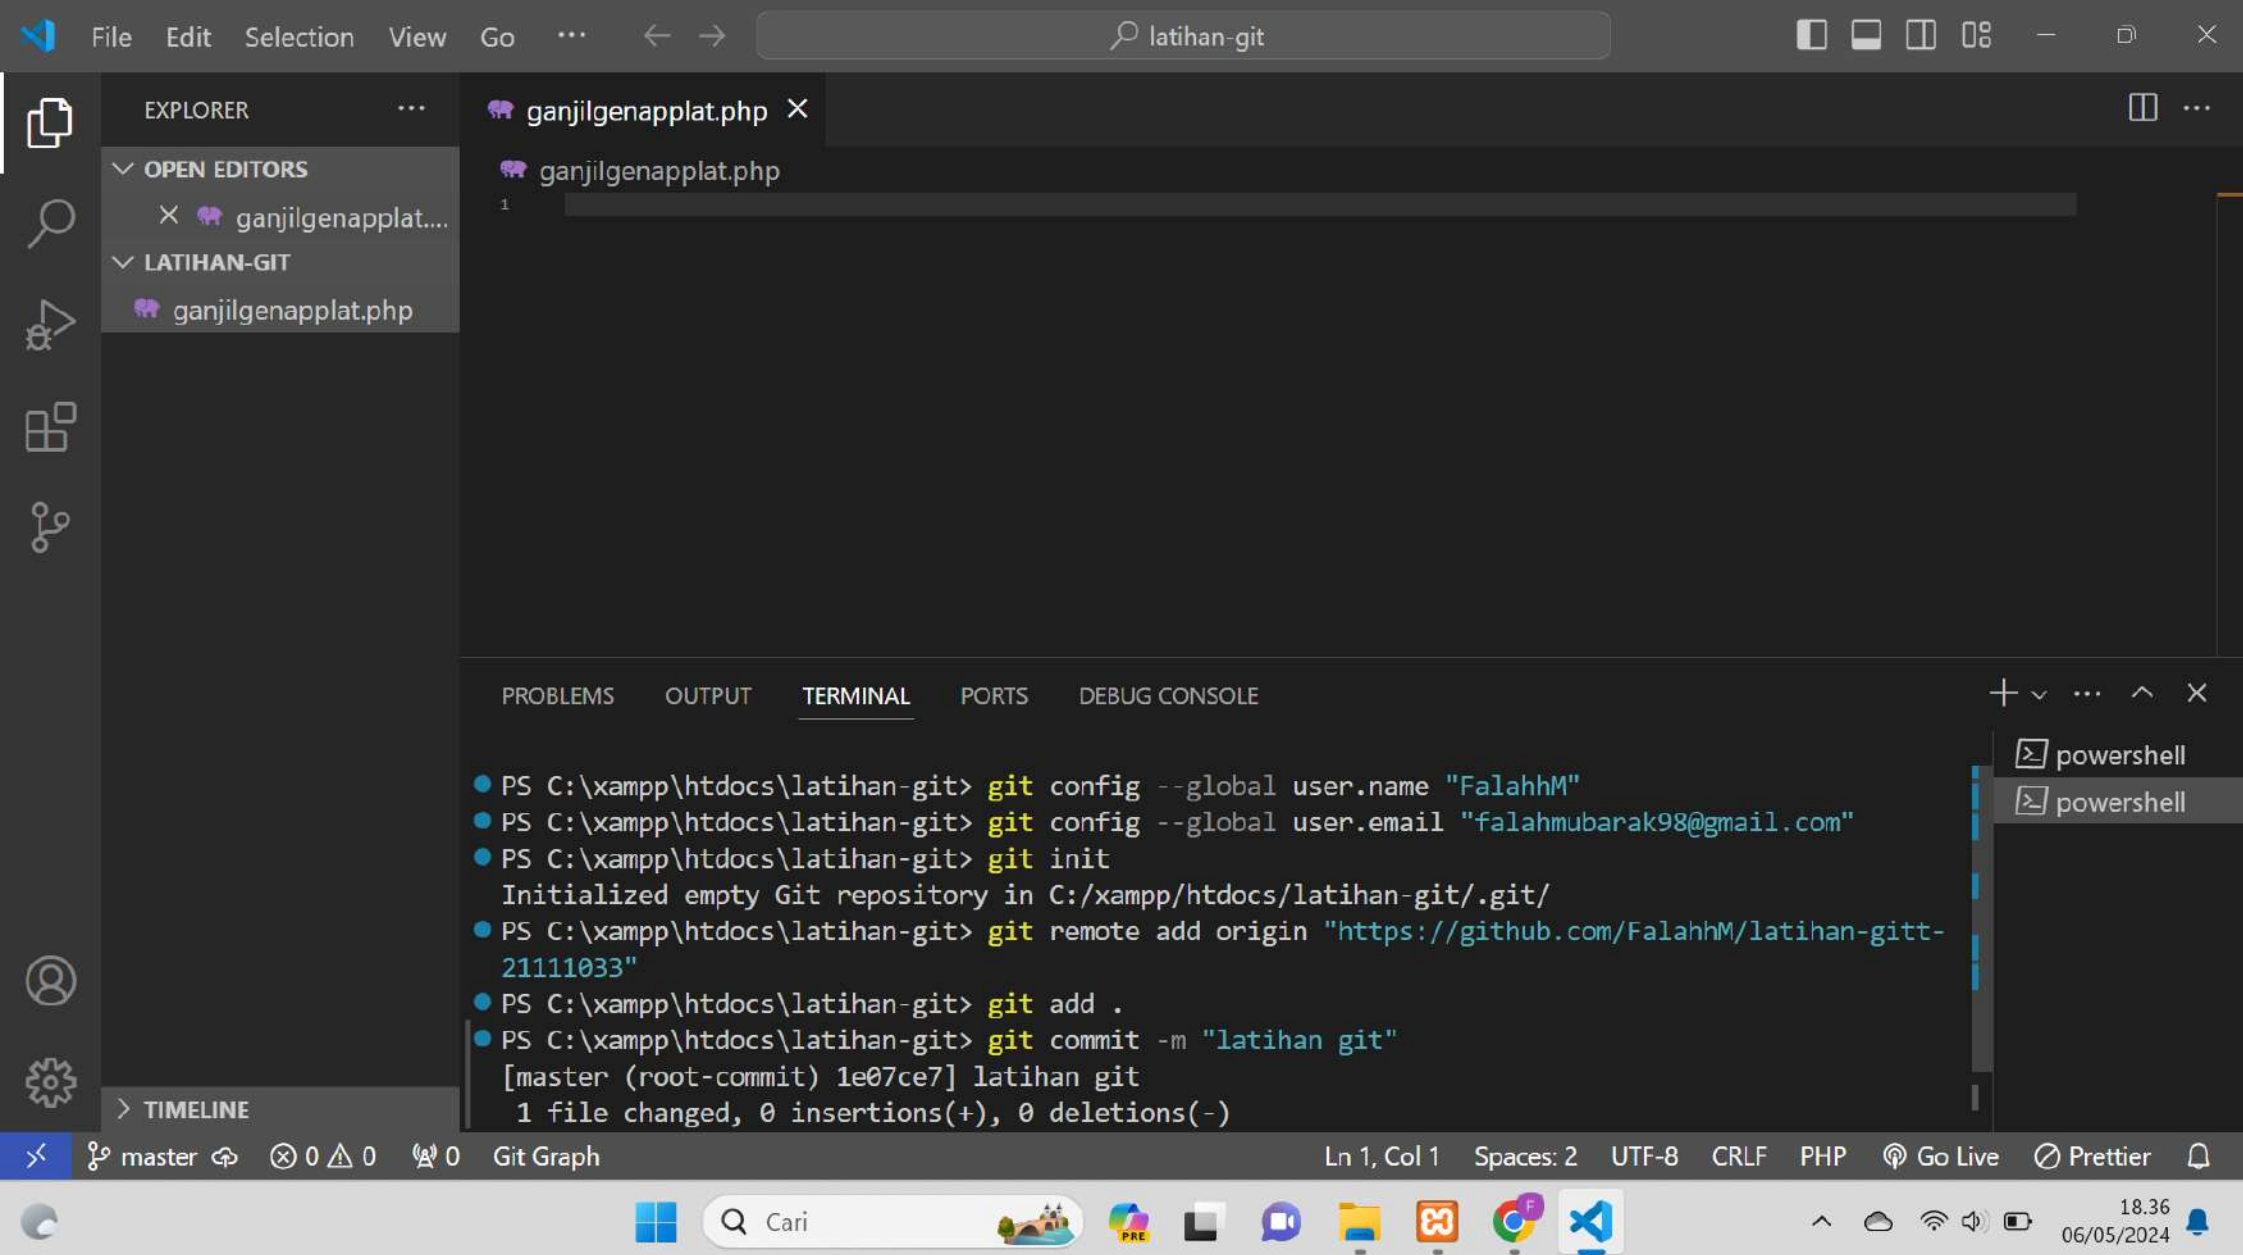 File Edit Selection View Go ··· latihan-git
EXPLORER ···
ganjilgenapplat.php
OPEN EDITORS
ganjilgenapplat....
LATIHAN-GIT
ganjilgenapplat.php
ganjilgenapplat.php
1
PROBLEMS OUTPUT TERMINAL PORTS DEBUG CONSOLE
powershell
powershell
PS C:\xampp\htdocs\latihan-git> git config --global user.name "FalahhM"
PS C:\xampp\htdocs\latihan-git> git config --global user.email "falahmubarak98@gmail.com"
PS C:\xampp\htdocs\latihan-git> git init
Initialized empty Git repository in C:/xampp/htdocs/latihan-git/.git/
PS C:\xampp\htdocs\latihan-git> git remote add origin "https://github.com/FalahhM/latihan-gitt-
21111033"
PS C:\xampp\htdocs\latihan-git> git add .
PS C:\xampp\htdocs\latihan-git> git commit -m "latihan git"
[master (root-commit) 1e07ce7] latihan git
1 file changed, 0 insertions(+), 0 deletions(-)
TIMELINE
master 0 0 0 Git Graph Ln 1, Col 1 Spaces: 2 UTF-8 CRLF PHP Go Live Prettier
Cari PRE F 18.36
06/05/2024